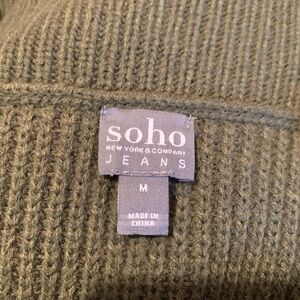 soho
NEW YORK & COMPANY
JEANS
M
MADE IN
CHINA